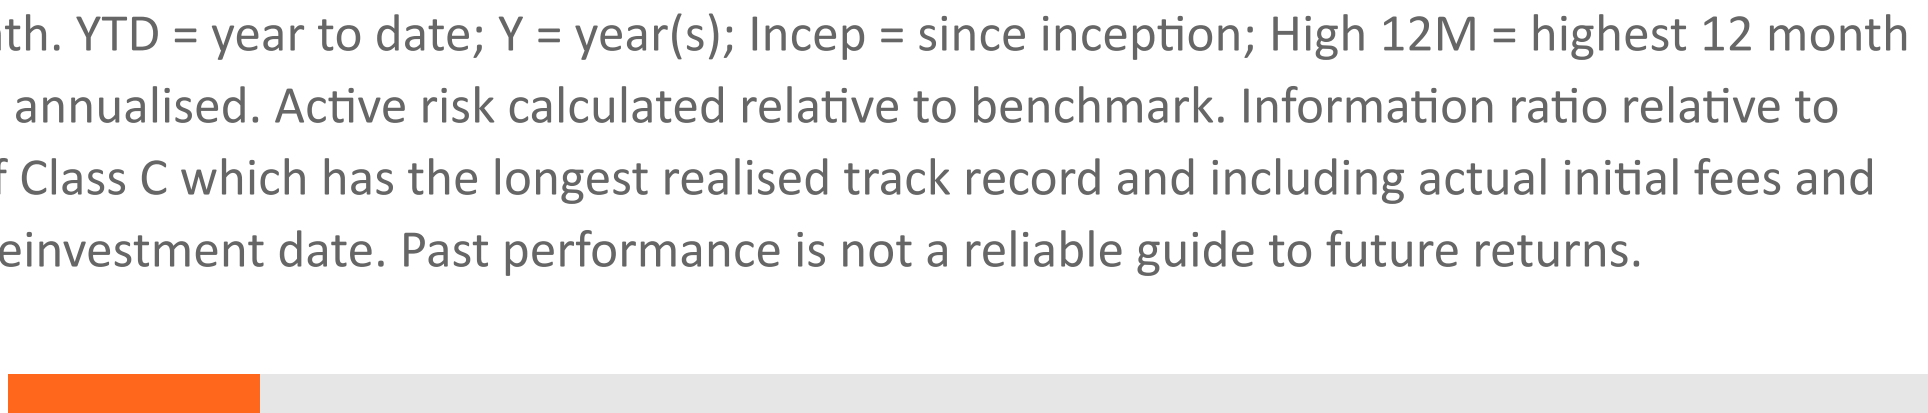 th. YTD = year to date; Y = year(s); Incep = since inception; High 12M = highest 12 month
annualised. Active risk calculated relative to benchmark. Information ratio relative to
f Class C which has the longest realised track record and including actual initial fees and
einvestment date. Past performance is not a reliable guide to future returns.